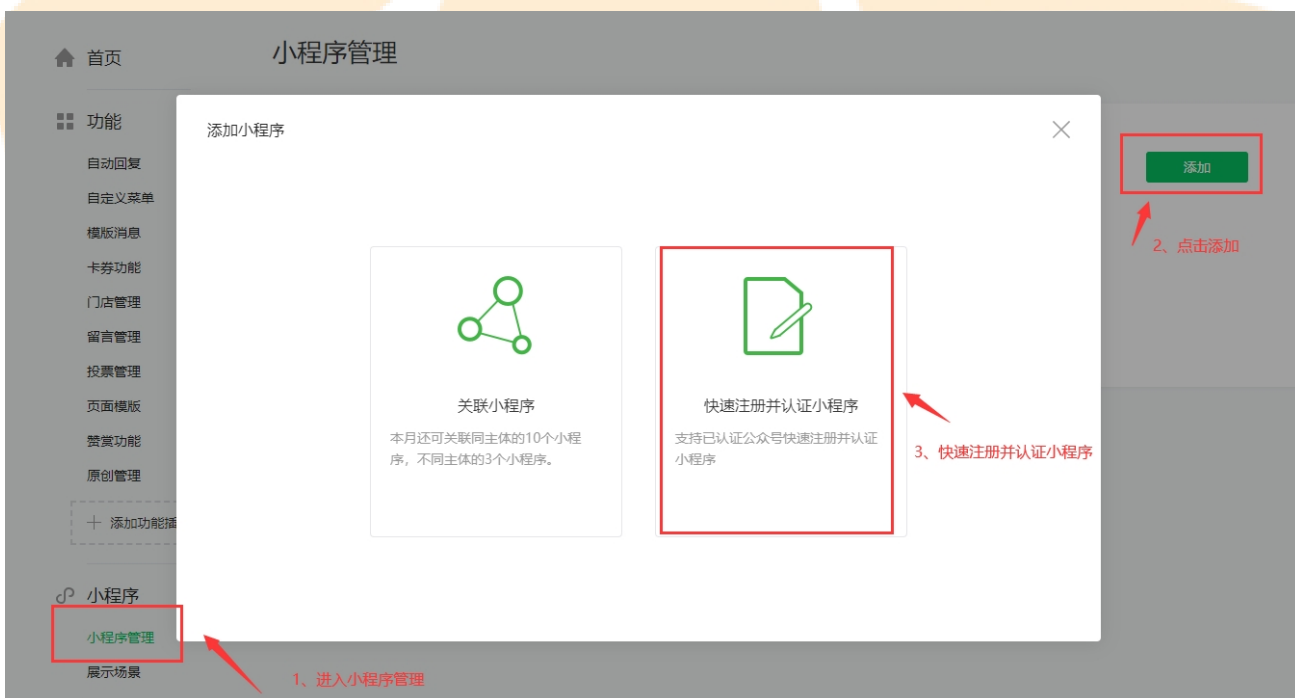 首页
小程序管理
功能
自动回复
自定义菜单
模版消息
卡券功能
门店管理
留言管理
投票管理
页面模版
赞赏功能
原创管理
添加功能插
小程序
小程序管理
展示场景
添加小程序
关联小程序
本月还可关联同主体的10个小程
序，不同主体的3个小程序。
快速注册并认证小程序
支持已认证公众号快速注册并认证
小程序
添加
2、点击添加
3、快速注册并认证小程序
1、进入小程序管理